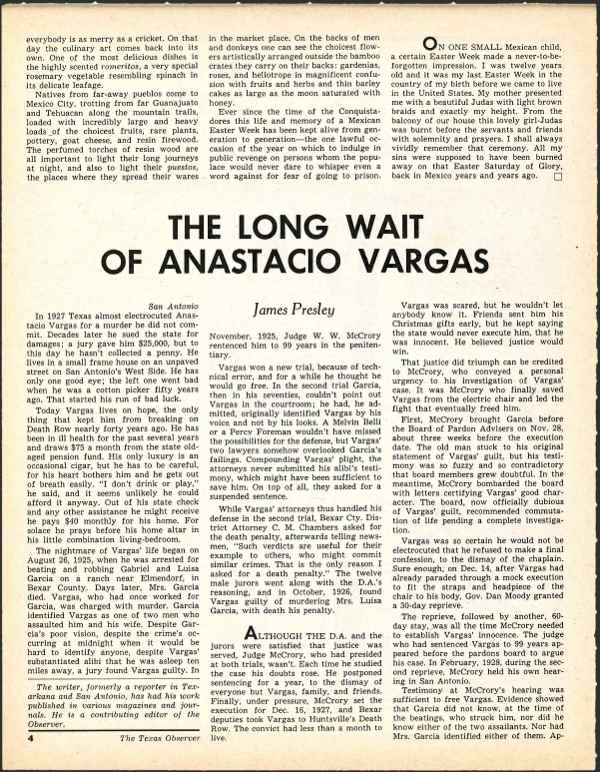 everybody is as merry as a cricket. On that
day the culinary art comes back into its
own. One of the most delicious dishes is
the highly scented romeritos, a very special
rosemary vegetable resembling spinach in
its delicate leafage.
Natives from far-away pueblos come to
Mexico City, trotting from far Guanajuato
and Tehuacan along the mountain trails,
loaded with incredibly large and heavy
loads of the choicest fruits, rare plants,
pottery, goat cheese, and resin firewood.
The perfumed torches of resin wood are
all important to light their long journeys
at night, and also to light their puestos,
the places where they spread their wares
in the market place. On the backs of men
and donkeys one can see the choicest flow-
ers artistically arranged outside the bamboo
crates they carry on their backs: gardenias,
roses, and heliotrope in magnificent confu-
sion with fruits and herbs and thin barley
cakes as large as the moon saturated with
honey.
Ever since the time of the Conquista-
dores this life and memory of a Mexican
Easter Week has been kept alive from gen-
eration to generation—the one lawful oc-
casion of the year on which to indulge in
public revenge on persons whom the popu-
lace would never dare to whisper even a
word against for fear of going to prison.
ON ONE SMALL Mexican child,
a certain Easter Week made a never-to-be-
forgotten impression. I was twelve years
old and it was my last Easter Week in the
country of my birth before we came to live
in the United States. My mother presented
me with a beautiful Judas with light brown
braids and exactly my height. From the
balcony of our house this lovely girl-Judas
was burnt before the servants and friends
with solemnity and prayers. I shall always
vividly remember that ceremony. All my
sins were supposed to have been burned
away on that Easter Saturday of Glory,
back in Mexico years and years ago. □
THE LONG WAIT
OF ANASTACIO VARGAS
James Presley
San Antonio
In 1927 Texas almost electrocuted Anas-
tacio Vargas for a murder he did not com-
mit. Decades later he sued the state for
damages; a jury gave him $25,000, but to
this day he hasn't collected a penny. He
lives in a small frame house on an unpaved
street on San Antonio's West Side. He has
only one good eye; the left one went bad
when he was a cotton picker fifty years
ago. That started his run of bad luck.
Today Vargas lives on hope, the only
thing that kept him from breaking on
Death Row nearly forty years ago. He has
been in ill health for the past several years
and draws $75 a month from the state old-
aged pension fund. His only luxury is an
occasional cigar, but he has to be careful,
for his heart bothers him and he gets out
of breath easily. "I don't drink or play,"
he said, and it seems unlikely he could
afford it anyway. Out of his state check
and any other assistance he might receive
he pays $40 monthly for his home. For
solace he prays before his home altar in
his little combination living-bedroom.
The nightmare of Vargas' life began on
August 26, 1925, when he was arrested for
beating and robbing Gabriel and Luisa
Garcia on a ranch near Elmendorf, in
Bexar County. Days later, Mrs. Garcia
died. Vargas, who had once worked for
Garcia, was charged with murder. Garcia
identified Vargas as one of two men who
assaulted him and his wife. Despite Gar-
cia's poor vision, despite the crime's oc-
curring at midnight when it would be
hard to identify anyone, despite Vargas'
substantiated alibi that he was asleep ten
miles away, a jury found Vargas guilty. In
The writer, formerly a reporter in Tex-
arkana and San Antonio, has had his work
published in various magazines and jour-
nals. He is a contributing editor of the
Observer.
November, 1925, Judge W. W. McCrory
sentenced him to 99 years in the peniten-
tiary.
Vargas won a new trial, because of tech-
nical error, and for a while he thought he
would go free. In the second trial Garcia,
then in his seventies, couldn't point out
Vargas in the courtroom; he had, he ad-
mitted, originally identified Vargas by his
voice and not by his looks. A Melvin Belli
or a Percy Foreman wouldn't have missed
the possibilities for the defense, but Vargas'
two lawyers somehow overlooked Garcia's
failings. Compounding Vargas' plight, the
attorneys never submitted his alibi's testi-
mony, which might have been sufficient to
save him. On top of all, they asked for a
suspended sentence.
While Vargas' attorneys thus handled his
defense in the second trial, Bexar Cty. Dis-
trict Attorney C. M. Chambers asked for
the death penalty, afterwards telling news-
men, "Such verdicts are useful for their
example to others, who might commit
similar crimes. That is the only reason I
asked for a death penalty." The twelve
male jurors went along with the D.A.'s
reasoning, and in October, 1926, found
Vargas guilty of murdering Mrs. Luisa
Garcia, with death penalty.
ALTHOUGH THE D.A. and the
jurors were satisfied that justice was
served, Judge McCrory, who had presided
at both trials, wasn't. Each time he studied
the case his doubts rose. He postponed
sentencing for a year, to the dismay of
everyone but Vargas, family, and friends.
Finally, under pressure, McCrory set the
execution for Dec. 16, 1927, and Bexar
deputies took Vargas to Huntsville's Death
Row. The convict had less than a month to
live.
Vargas was scared, but he wouldn't let
anybody know it. Friends sent him his
Christmas gifts early, but he kept saying
the state would never execute him, that he
was innocent. He believed justice would
win.
That justice did triumph can be credited
to McCrory, who conveyed a personal
urgency to his investigation of Vargas'
case. It was McCrory who finally saved
Vargas from the electric chair and led the
fight that eventually freed him.
First, McCrory brought Garcia before the
Board of Pardon Advisers on Nov. 28,
about three weeks before the execution
date. The old man stuck to his original
statement of Vargas' guilt, but his testi-
mony was so fuzzy and so contradictory
that board members grew doubtful. In the
meantime, McCrory bombarded the board
with letters certifying Vargas' good char-
acter. The board, now officially dubious
of Vargas' guilt, recommended commuta-
tion of life pending a complete investiga-
tion.
Vargas was so certain he would not be
electrocuted that he refused to make a final
confession, to the dismay of the chaplain.
Sure enough, on Dec. 14, after Vargas had
already paraded through a mock execution
to fit the straps and headpiece of the
chair to his body, Gov. Dan Moody granted
a 30-day reprieve.
The reprieve, followed by another, 60-
day stay, was all the time McCrory needed
to establish Vargas' innocence. The judge
who had sentenced Vargas to 99 years ap-
peared before the pardons board to argue
his case. In February, 1928, during the sec-
ond reprieve, McCrory held his own hear-
ing in San Antonio.
Testimony at McCrory's hearing was
sufficient to free Vargas. Evidence showed
that Garcia did not know, at the time of
the beatings, who struck him, nor did he
know either of the two assailants. Nor had
Mrs. Garcia identified either of them. Ap-
4
The Texas Observer